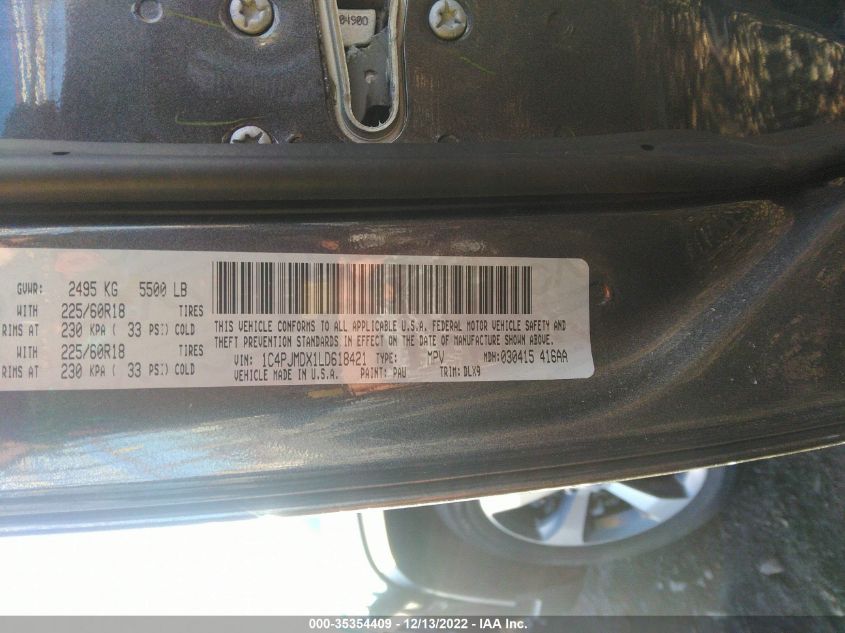 04900
GVWR: 2495 KG 5500 LB
WITH 225/60R18 TIRES
RIMS AT 230 KPA ( 33 PSI) COLD
WITH 225/60R18 TIRES
RIMS AT 230 KPA ( 33 PSI) COLD
THIS VEHICLE CONFORMS TO ALL APPLICABLE U.S.A. FEDERAL MOTOR VEHICLE SAFETY AND
THEFT PREVENTION STANDARDS IN EFFECT ON THE DATE OF MANUFACTURE SHOWN ABOVE.
VIN: 1C4PJMDX1LD618421 TYPE: MPV MDH: 030415 416AA
VEHICLE MADE IN U.S.A. PAINT: PAU TRIM: DLX9
000-35354409 - 12/13/2022 - IAA Inc.